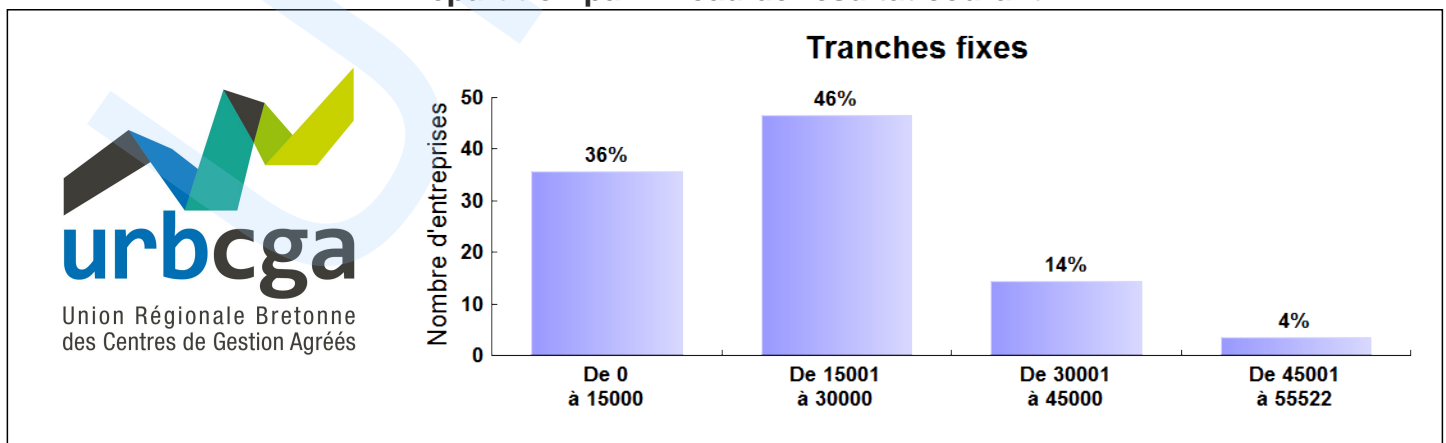 Tranches fixes
Nombre d'entreprises
50
40
30
20
10
0
36%
46%
14%
4%
De 0
à 15000
De 15001
à 30000
De 30001
à 45000
De 45001
à 55522
urbcga
Union Régionale Bretonne
des Centres de Gestion Agréés